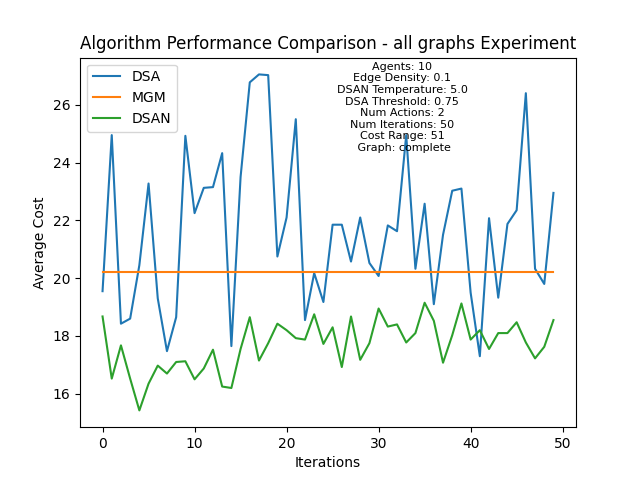 Algorithm Performance Comparison - all graphs Experiment
DSA
MGM
DSAN
Agents: 10
Edge Density: 0.1
DSAN Temperature: 5.0
DSA Threshold: 0.75
Num Actions: 2
Num Iterations: 50
Cost Range: 51
Graph: complete
Average Cost
26
24
22
20
18
16
0 10 20 30 40 50
Iterations